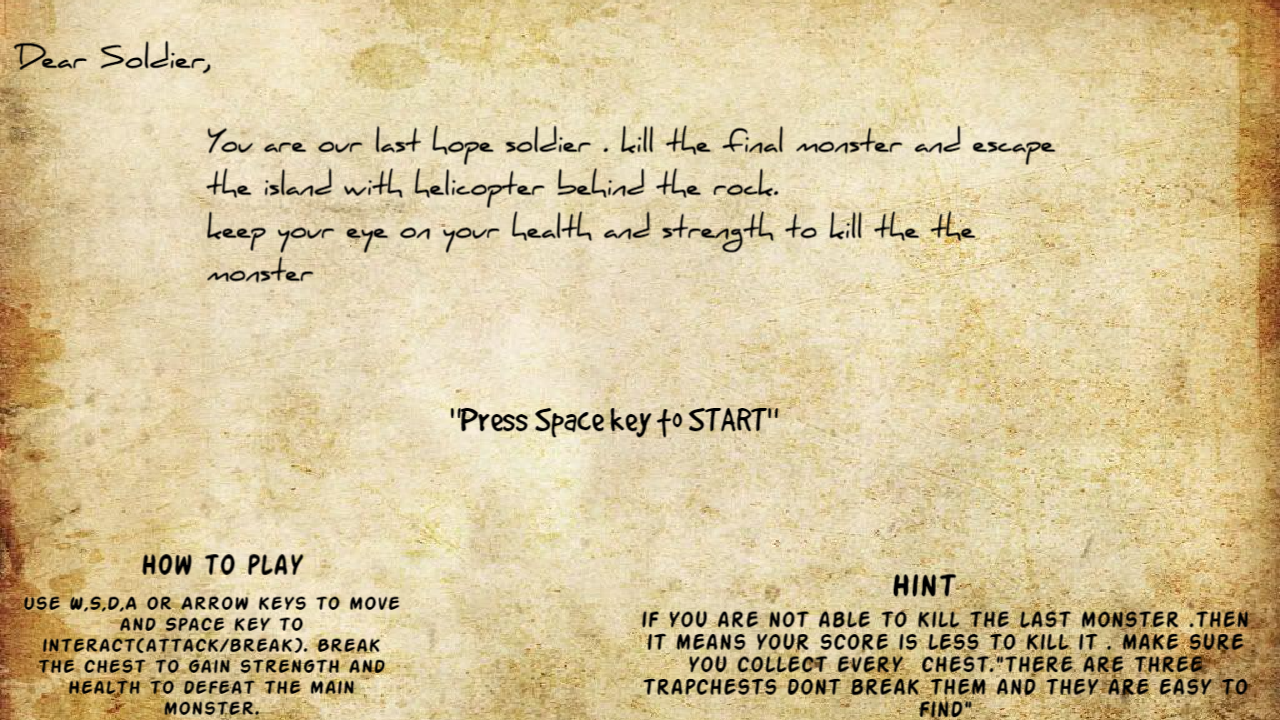 Dear Soldier,
You are our last hope soldier . kill the final monster and escape
the island with helicopter behind the rock.
keep your eye on your health and strength to kill the the
monster
"Press Space key to START"
HOW TO PLAY
USE W,S,D,A OR ARROW KEYS TO MOVE
AND SPACE KEY TO
INTERACT(ATTACK/BREAK). BREAK
THE CHEST TO GAIN STRENGTH AND
HEALTH TO DEFEAT THE MAIN
MONSTER.
HINT
IF YOU ARE NOT ABLE TO KILL THE LAST MONSTER .THEN
IT MEANS YOUR SCORE IS LESS TO KILL IT . MAKE SURE
YOU COLLECT EVERY CHEST."THERE ARE THREE
TRAPCHESTS DONT BREAK THEM AND THEY ARE EASY TO
FIND"